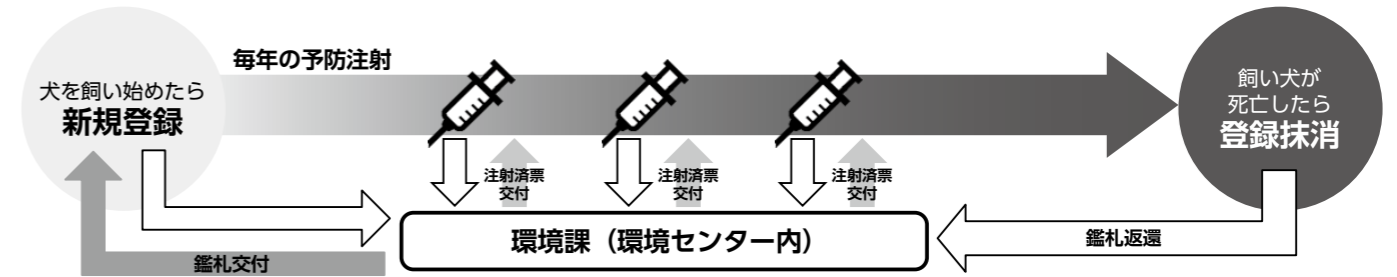 毎年の予防注射
犬を飼い始めたら
新規登録
飼い犬が
死亡したら
登録抹消
注射済票
交付
注射済票
交付
注射済票
交付
環境課（環境センター内）
鑑札返還
鑑札交付